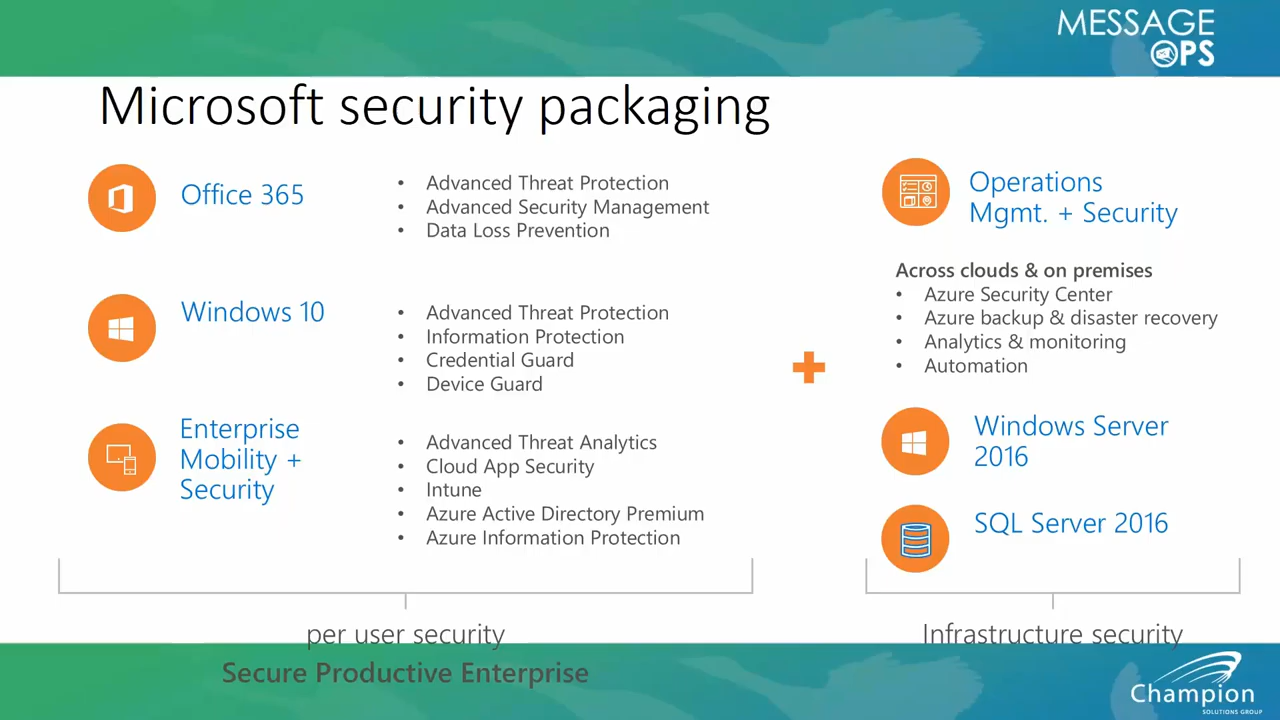 MESSAGE
OPS
Microsoft security packaging
Office 365
• Advanced Threat Protection
• Advanced Security Management
• Data Loss Prevention
Windows 10
• Advanced Threat Protection
• Information Protection
• Credential Guard
• Device Guard
Enterprise
Mobility +
Security
• Advanced Threat Analytics
• Cloud App Security
• Intune
• Azure Active Directory Premium
• Azure Information Protection
per user security
Secure Productive Enterprise
Operations
Mgmt. + Security
Across clouds & on premises
• Azure Security Center
• Azure backup & disaster recovery
• Analytics & monitoring
• Automation
Windows Server
2016
SQL Server 2016
Infrastructure security
Champion
SOLUTIONS GROUP